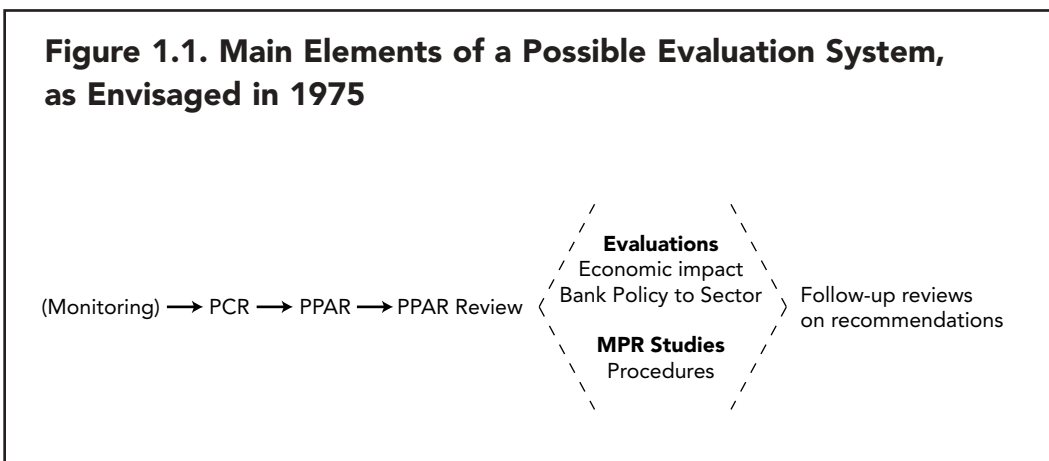 Figure 1.1. Main Elements of a Possible Evaluation System,
as Envisaged in 1975
(Monitoring) → PCR → PPAR → PPAR Review
Evaluations
Economic impact
Bank Policy to Sector
MPR Studies
Procedures
Follow-up reviews
on recommendations